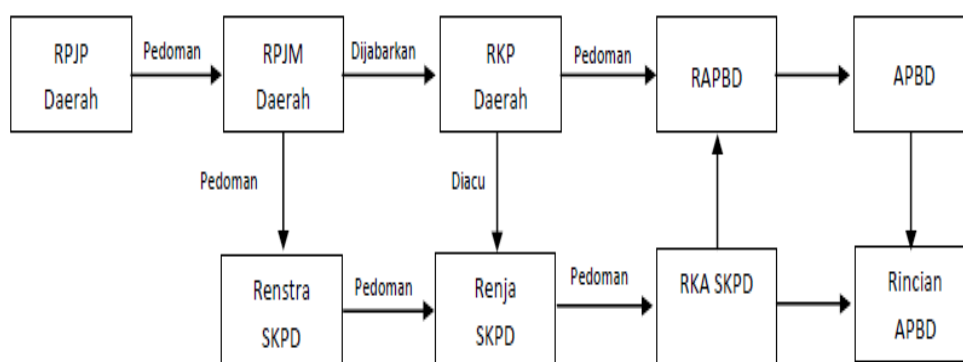 RPJP
Daerah
Pedoman
RPJM
Daerah
Dijabarkan
RKP
Daerah
Pedoman
RAPBD
APBD
Pedoman
Diacu
Renstra
SKPD
Pedoman
Renja
SKPD
Pedoman
RKA SKPD
Rincian
APBD